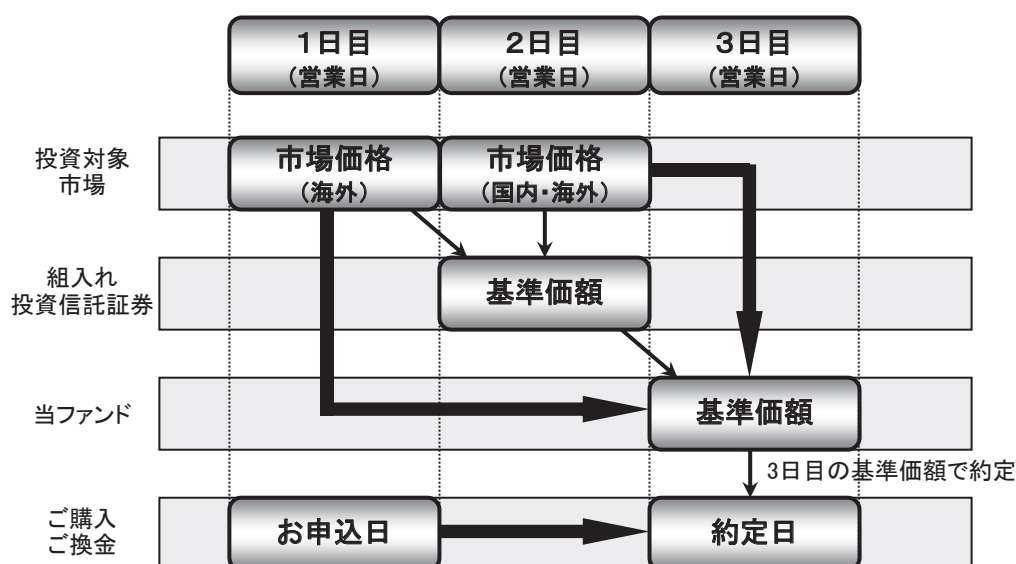 1日目
(営業日)
2日目
(営業日)
3日目
(営業日)
投資対象
市場
市場価格
(海外)
市場価格
(国内・海外)
組入れ
投資信託証券
基準価額
当ファンド
基準価額
3日目の基準価額で約定
ご購入
ご換金
お申込日
約定日